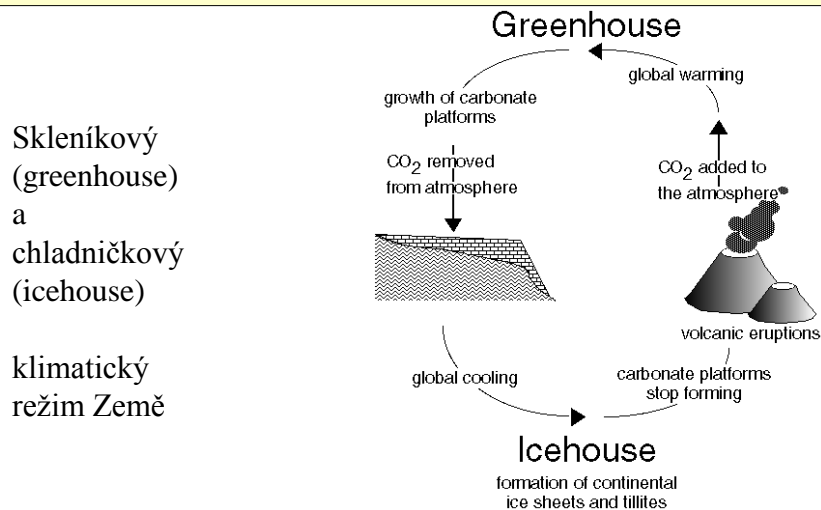 Skleníkový
(greenhouse)
a
chladničkový
(icehouse)
klimatický
režim Země
Greenhouse
global warming
growth of carbonate
platforms
CO2 removed
from atmosphere
CO2 added to
the atmosphere
volcanic eruptions
global cooling
carbonate platforms
stop forming
Icehouse
formation of continental
ice sheets and tillites